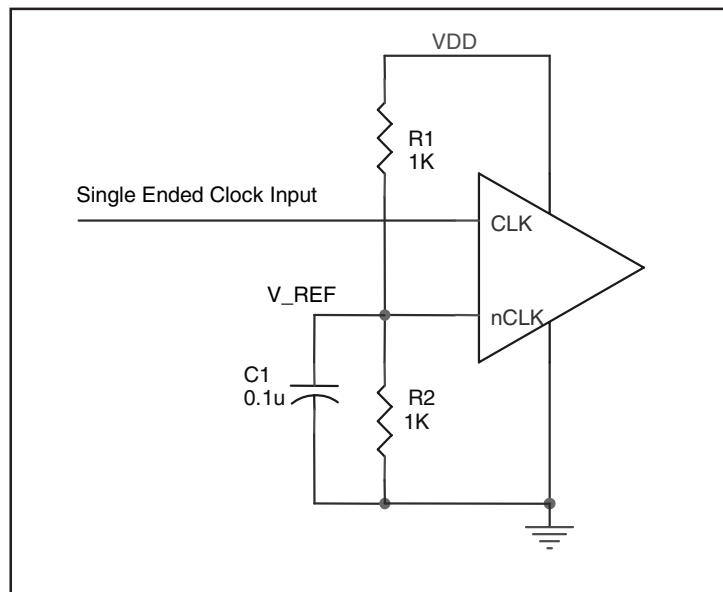 VDD
R1
1K
Single Ended Clock Input
CLK
V_REF
nCLK
C1
0.1u
R2
1K